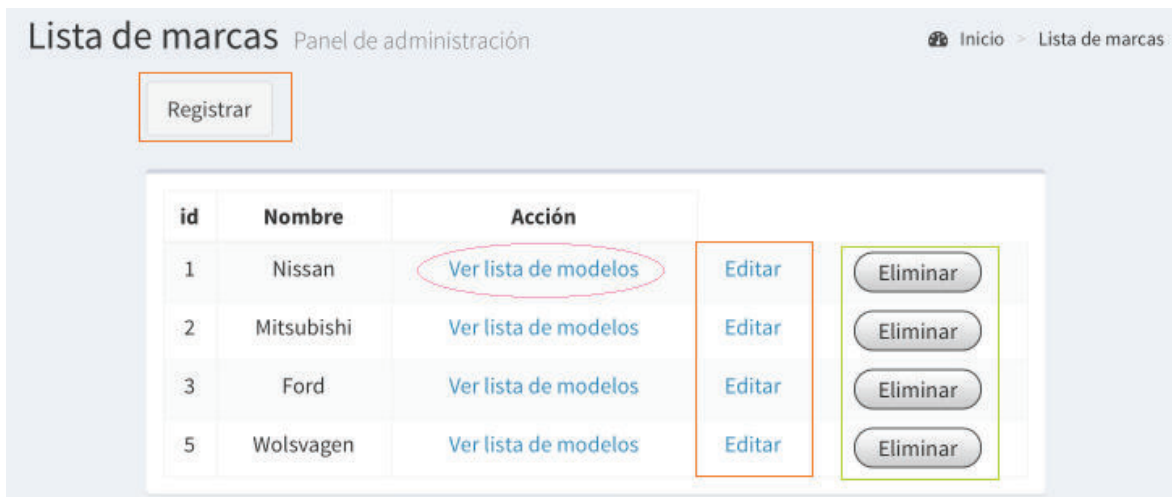 Lista de marcas Panel de administración Inicio > Lista de marcas
Registrar
id Nombre Acción
1 Nissan Ver lista de modelos Editar Eliminar
2 Mitsubishi Ver lista de modelos Editar Eliminar
3 Ford Ver lista de modelos Editar Eliminar
5 Wolsvagen Ver lista de modelos Editar Eliminar